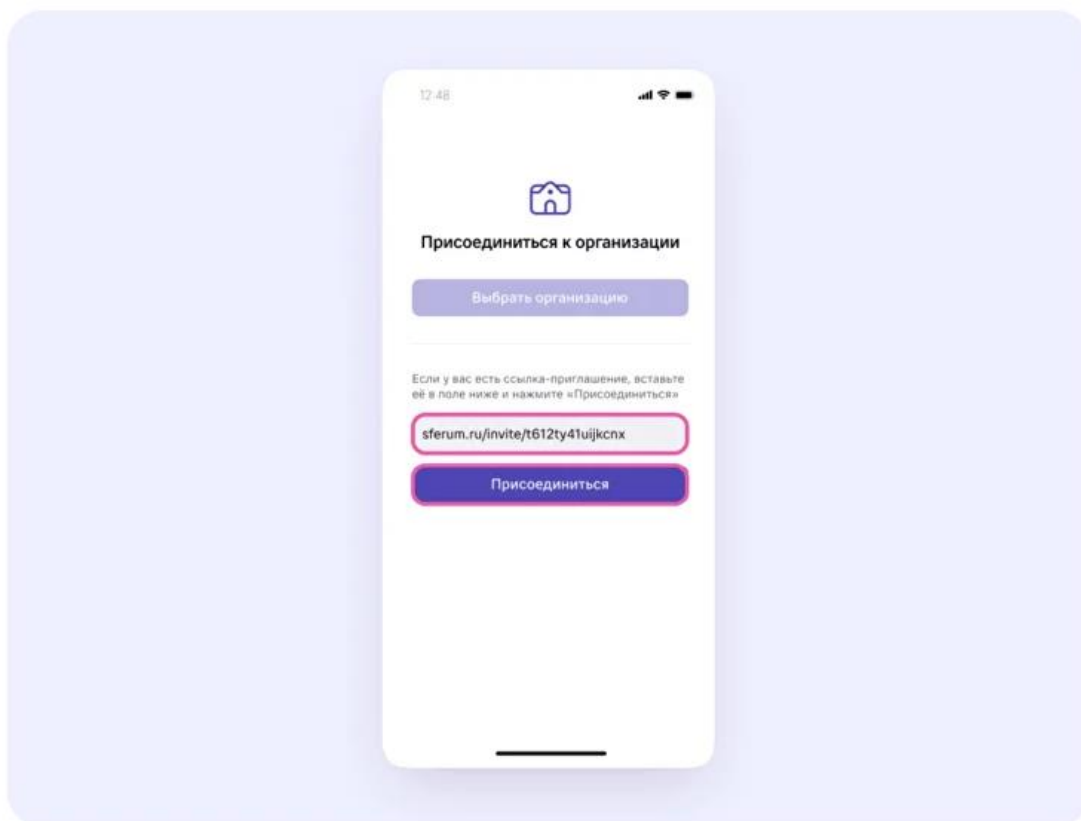 12:48
Присоединиться к организации
Выбрать организацию
Если у вас есть ссылка-приглашение, вставьте
её в поле ниже и нажмите «Присоединиться»
sferum.ru/invite/t612ty41uijkcnx
Присоединиться